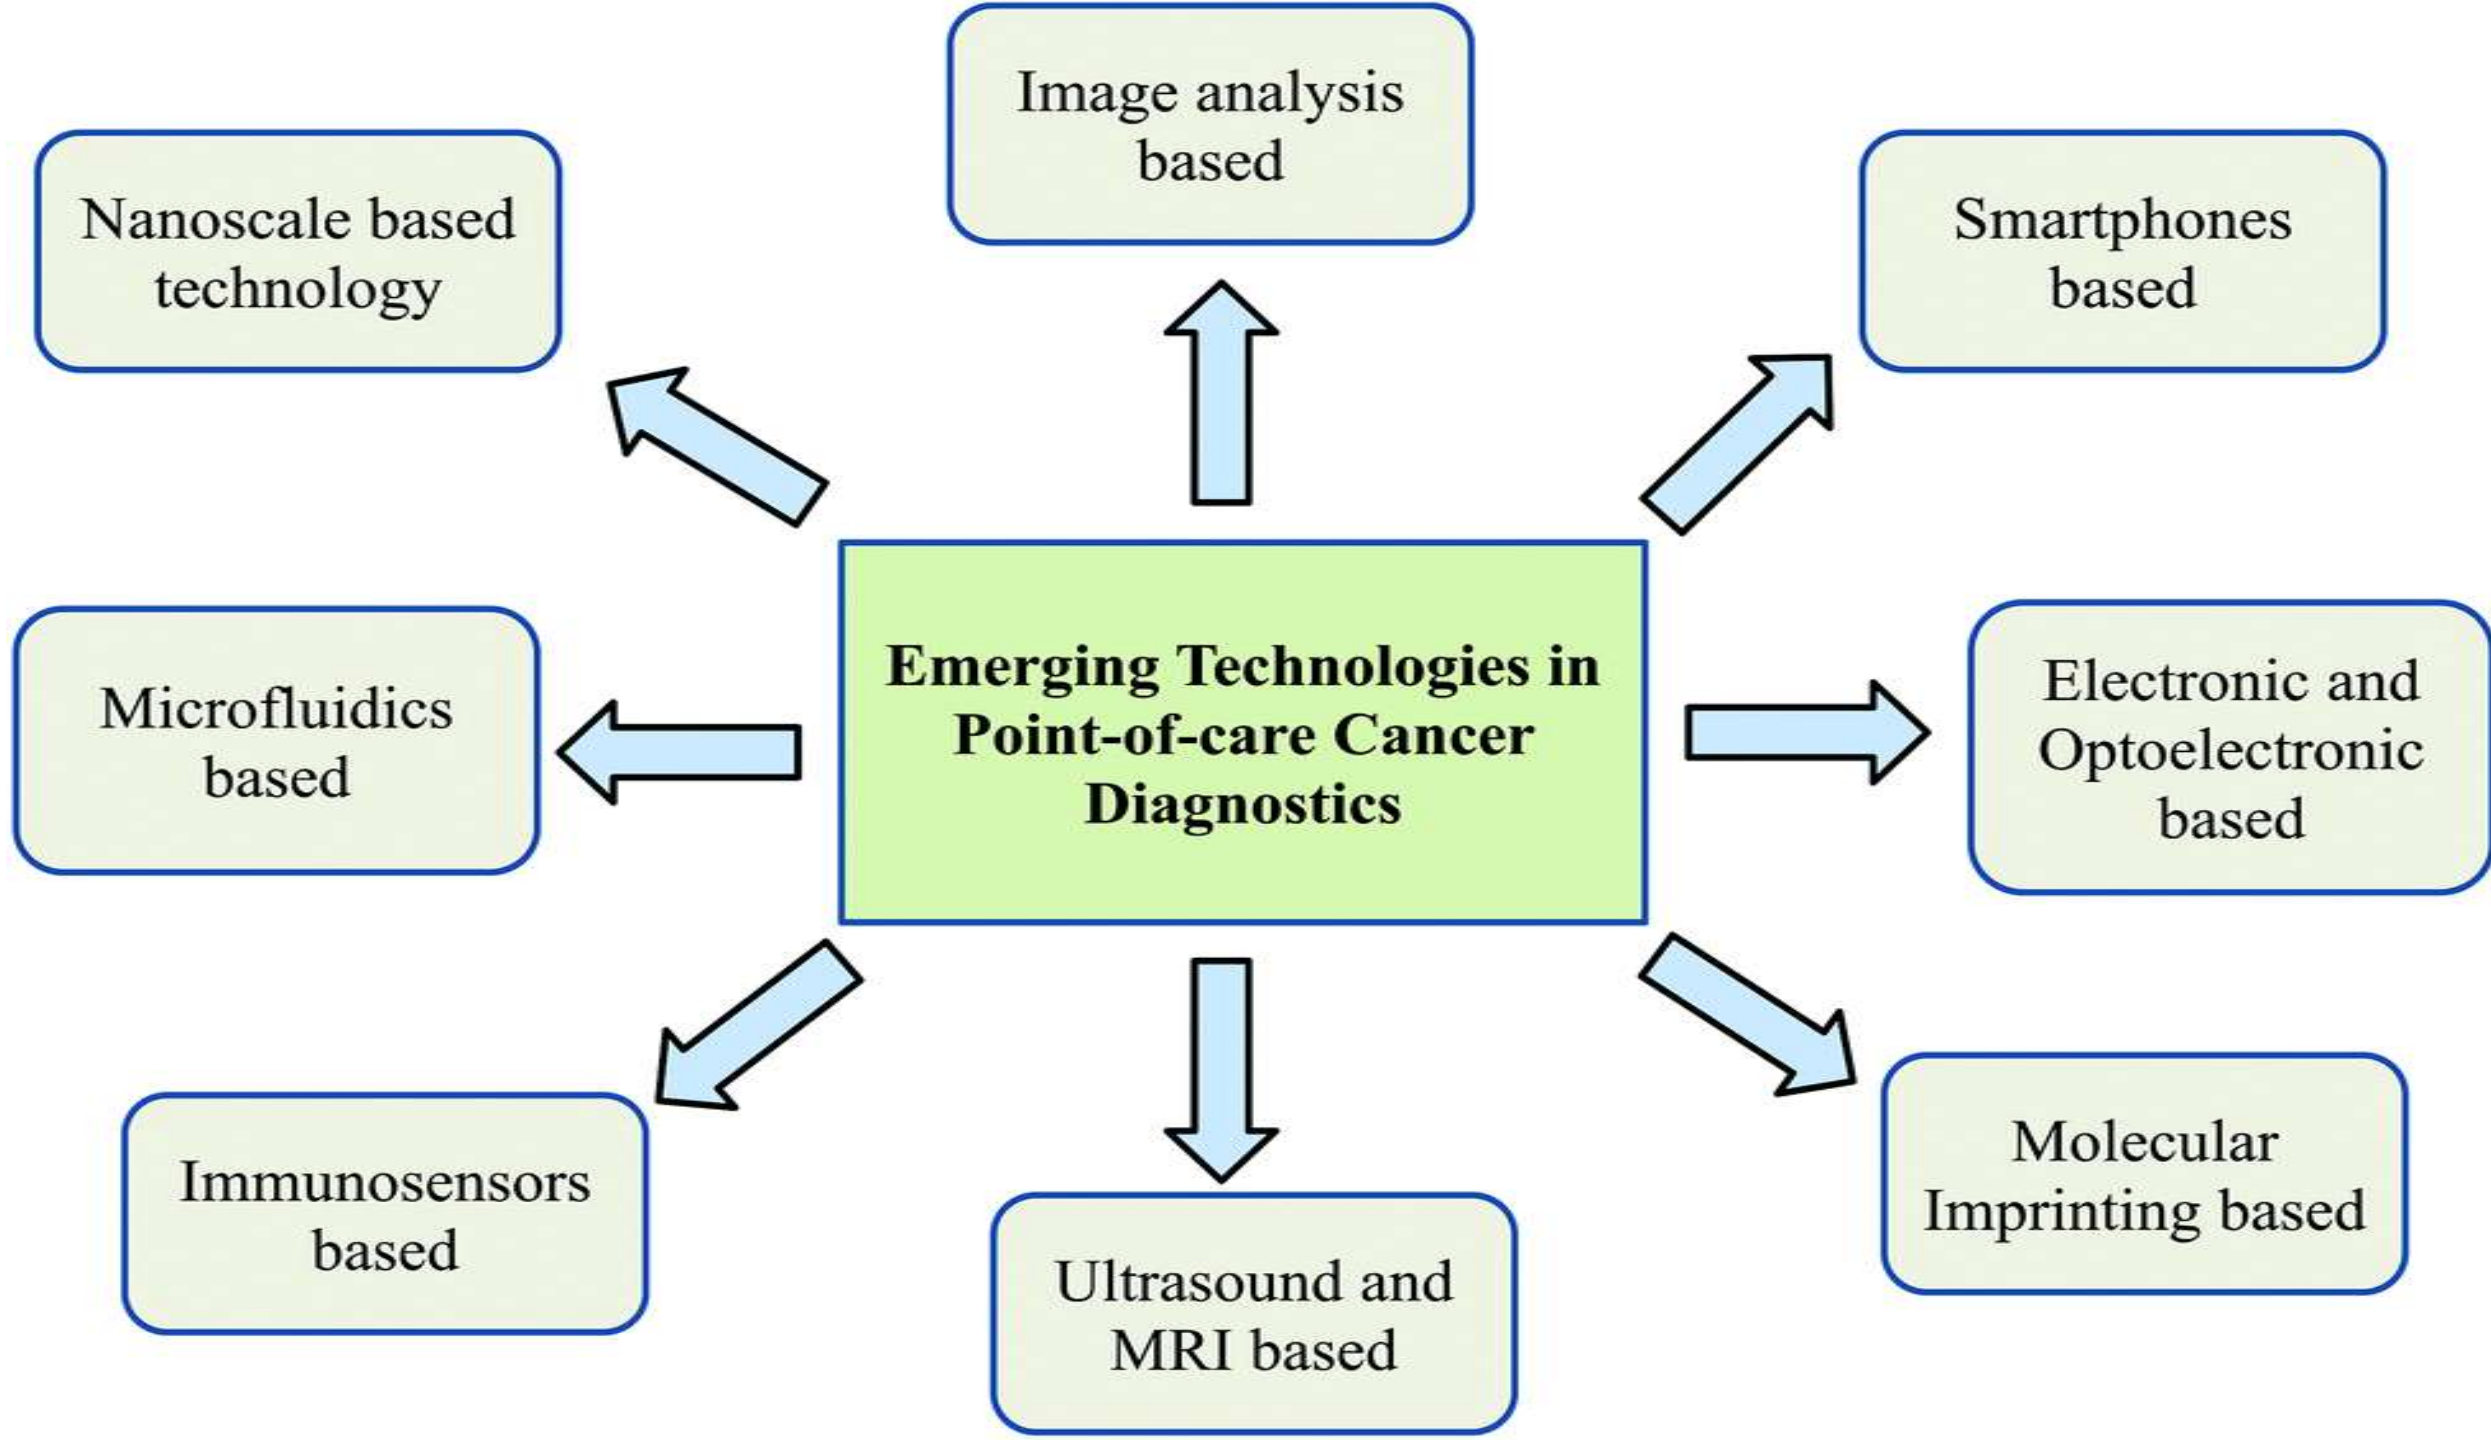 Image analysis
based
Nanoscale based
technology
Smartphones
based
Emerging Technologies in
Point-of-care Cancer
Diagnostics
Microfluidics
based
Electronic and
Optoelectronic
based
Immunosensors
based
Ultrasound and
MRI based
Molecular
Imprinting based